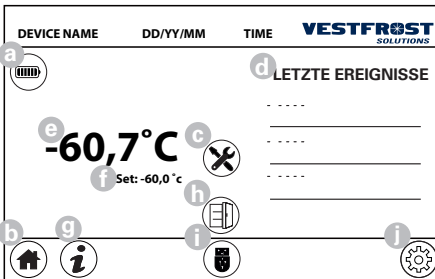 DEVICE NAME DD/YY/MM TIME VESTFROST
SOLUTIONS
a
d LETZTE EREIGNISSE
- - - - -
e -60,7°C
c
- - - - -
f Set: -60,0 °c
- - - - -
h
b g i j